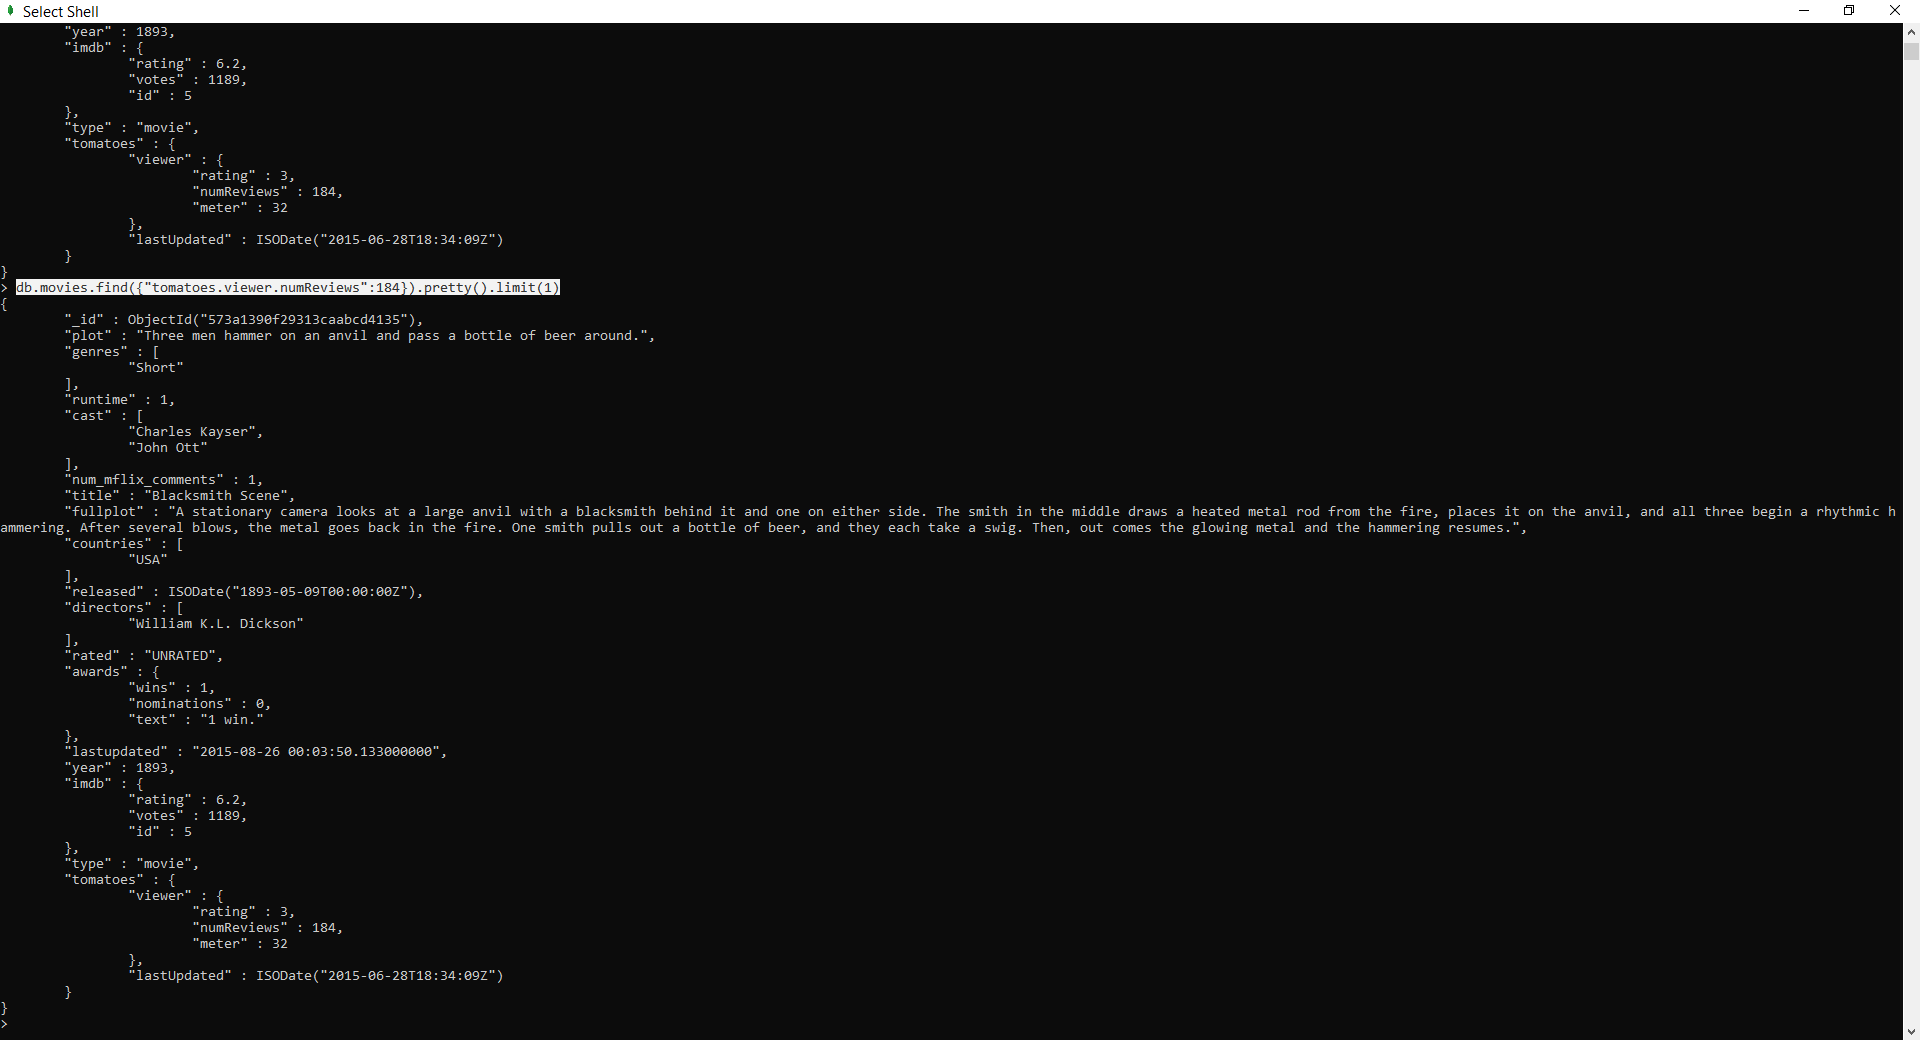 Select Shell
"year" : 1893,
"imdb" : {
"rating" : 6.2,
"votes" : 1189,
"id" : 5
},
"type" : "movie",
"tomatoes" : {
"viewer" : {
"rating" : 3,
"numReviews" : 184,
"meter" : 32
},
"lastUpdated" : ISODate("2015-06-28T18:34:09Z")
}
}
> db.movies.find({"tomatoes.viewer.numReviews":184}).pretty().limit(1)
{
"_id" : ObjectId("573a1390f29313caabcd4135"),
"plot" : "Three men hammer on an anvil and pass a bottle of beer around.",
"genres" : [
"Short"
],
"runtime" : 1,
"cast" : [
"Charles Kayser",
"John Ott"
],
"num_mflix_comments" : 1,
"title" : "Blacksmith Scene",
"fullplot" : "A stationary camera looks at a large anvil with a blacksmith behind it and one on either side. The smith in the middle draws a heated metal rod from the fire, places it on the anvil, and all three begin a rhythmic h
ammering. After several blows, the metal goes back in the fire. One smith pulls out a bottle of beer, and they each take a swig. Then, out comes the glowing metal and the hammering resumes.",
"countries" : [
"USA"
],
"released" : ISODate("1893-05-09T00:00:00Z"),
"directors" : [
"William K.L. Dickson"
],
"rated" : "UNRATED",
"awards" : {
"wins" : 1,
"nominations" : 0,
"text" : "1 win."
},
"lastupdated" : "2015-08-26 00:03:50.133000000",
"year" : 1893,
"imdb" : {
"rating" : 6.2,
"votes" : 1189,
"id" : 5
},
"type" : "movie",
"tomatoes" : {
"viewer" : {
"rating" : 3,
"numReviews" : 184,
"meter" : 32
},
"lastUpdated" : ISODate("2015-06-28T18:34:09Z")
}
}
>